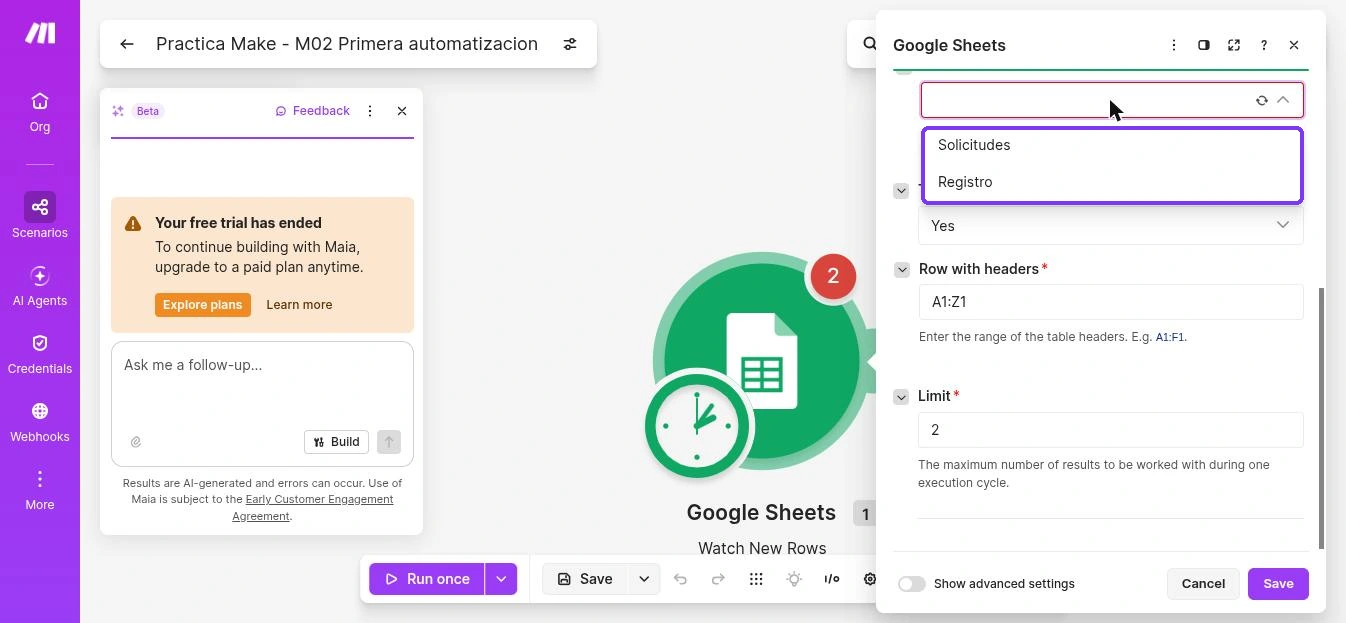 Practica Make - M02 Primera automatizacion
Org
Scenarios
AI Agents
Credentials
Webhooks
More
Beta
Feedback
Your free trial has ended
To continue building with Maia,
upgrade to a paid plan anytime.
Explore plans
Learn more
Ask me a follow-up...
Build
Results are AI-generated and errors can occur. Use of
Maia is subject to the Early Customer Engagement
Agreement.
2
Google Sheets
1
Watch New Rows
Run once
Save
Google Sheets
?
Solicitudes
Registro
Yes
Row with headers*
A1:Z1
Enter the range of the table headers. E.g. A1:F1.
Limit*
2
The maximum number of results to be worked with during one
execution cycle.
Show advanced settings
Cancel
Save